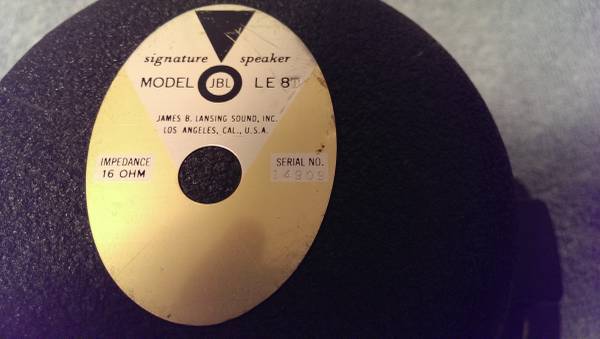 signature speaker
MODEL JBL LE 8T
JAMES B. LANSING SOUND, INC.
LOS ANGELES, CAL., U.S.A.
IMPEDANCE
16 OHM
SERIAL NO.
14909